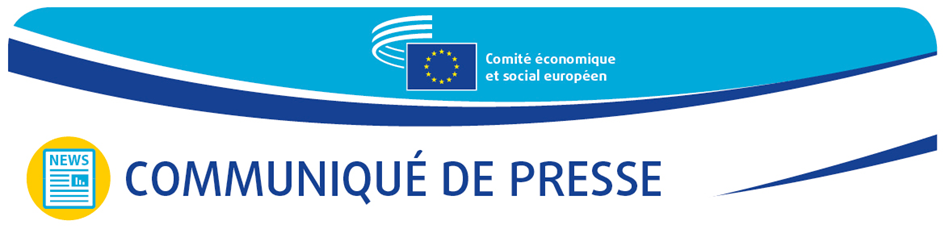 Comité économique
et social européen
NEWS
COMMUNIQUÉ DE PRESSE